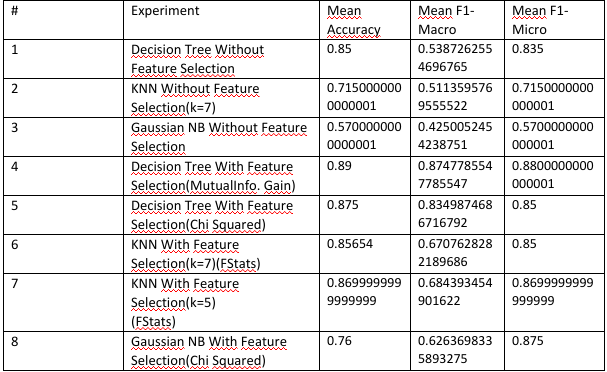 # Experiment Mean Mean F1- Mean F1-
Accuracy Macro Micro
1 Decision Tree Without 0.85 0.538726255 0.835
Feature Selection 4696765
2 KNN Without Feature 0.715000000 0.511359576 0.7150000000
Selection(k=7) 0000001 9555522 000001
3 Gaussian NB Without Feature 0.570000000 0.425005245 0.5700000000
Selection 0000001 4238751 000001
4 Decision Tree With Feature 0.89 0.874778554 0.8800000000
Selection(MutualInfo. Gain) 7785547 000001
5 Decision Tree With Feature 0.875 0.834987468 0.85
Selection(Chi Squared) 6716792
6 KNN With Feature 0.85654 0.670762828 0.85
Selection(k=7)(FStats) 2189686
7 KNN With Feature 0.869999999 0.684393454 0.8699999999
Selection(k=5) 9999999 901622 999999
(FStats)
8 Gaussian NB With Feature 0.76 0.626369833 0.875
Selection(Chi Squared) 5893275